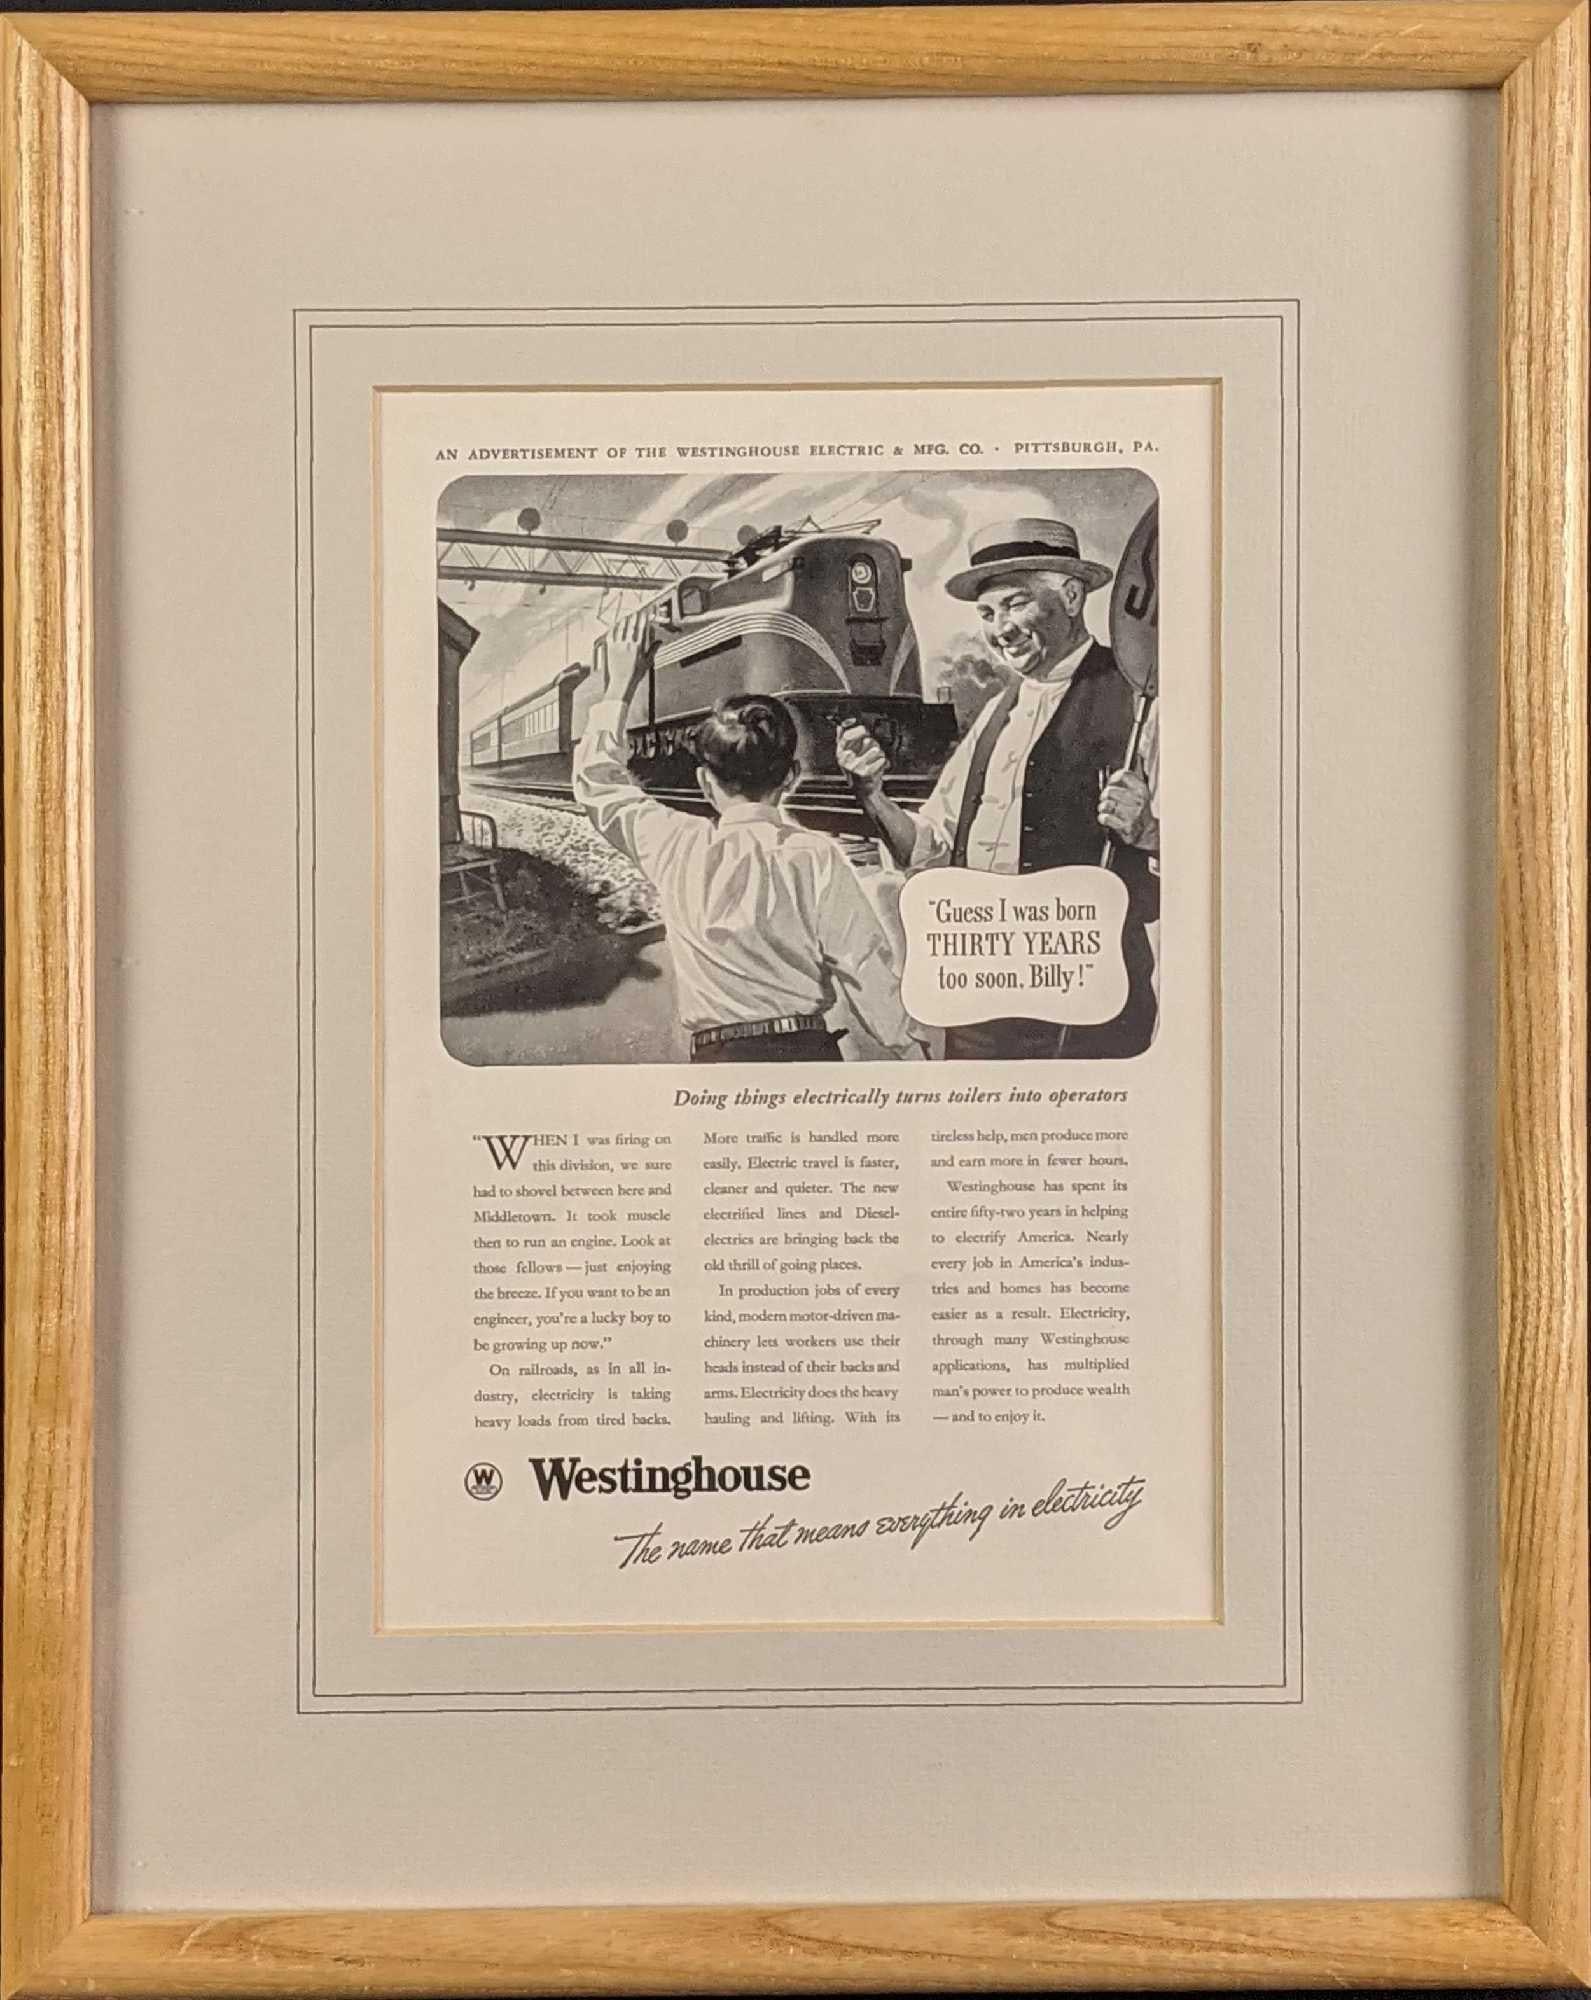 AN ADVERTISEMENT OF THE WESTINGHOUSE ELECTRIC & MFG. CO. · PITTSBURGH, PA.
S
"Guess I was born
THIRTY YEARS
too soon, Billy!"
Doing things electrically turns toilers into operators
"WHEN I was firing on
this division, we sure
had to shovel between here and
Middletown. It took muscle
then to run an engine. Look at
those fellows — just enjoying
the breeze. If you want to be an
engineer, you're a lucky boy to
be growing up now."
On railroads, as in all in-
dustry, electricity is taking
heavy loads from tired backs.
More traffic is handled more
easily. Electric travel is faster,
cleaner and quieter. The new
electrified lines and Diesel-
electrics are bringing back the
old thrill of going places.
In production jobs of every
kind, modern motor-driven ma-
chinery lets workers use their
heads instead of their backs and
arms. Electricity does the heavy
hauling and lifting. With its
tireless help, men produce more
and earn more in fewer hours.
Westinghouse has spent its
entire fifty-two years in helping
to electrify America. Nearly
every job in America's indus-
tries and homes has become
easier as a result. Electricity,
through many Westinghouse
applications, has multiplied
man's power to produce wealth
— and to enjoy it.
W Westinghouse
The name that means everything in electricity